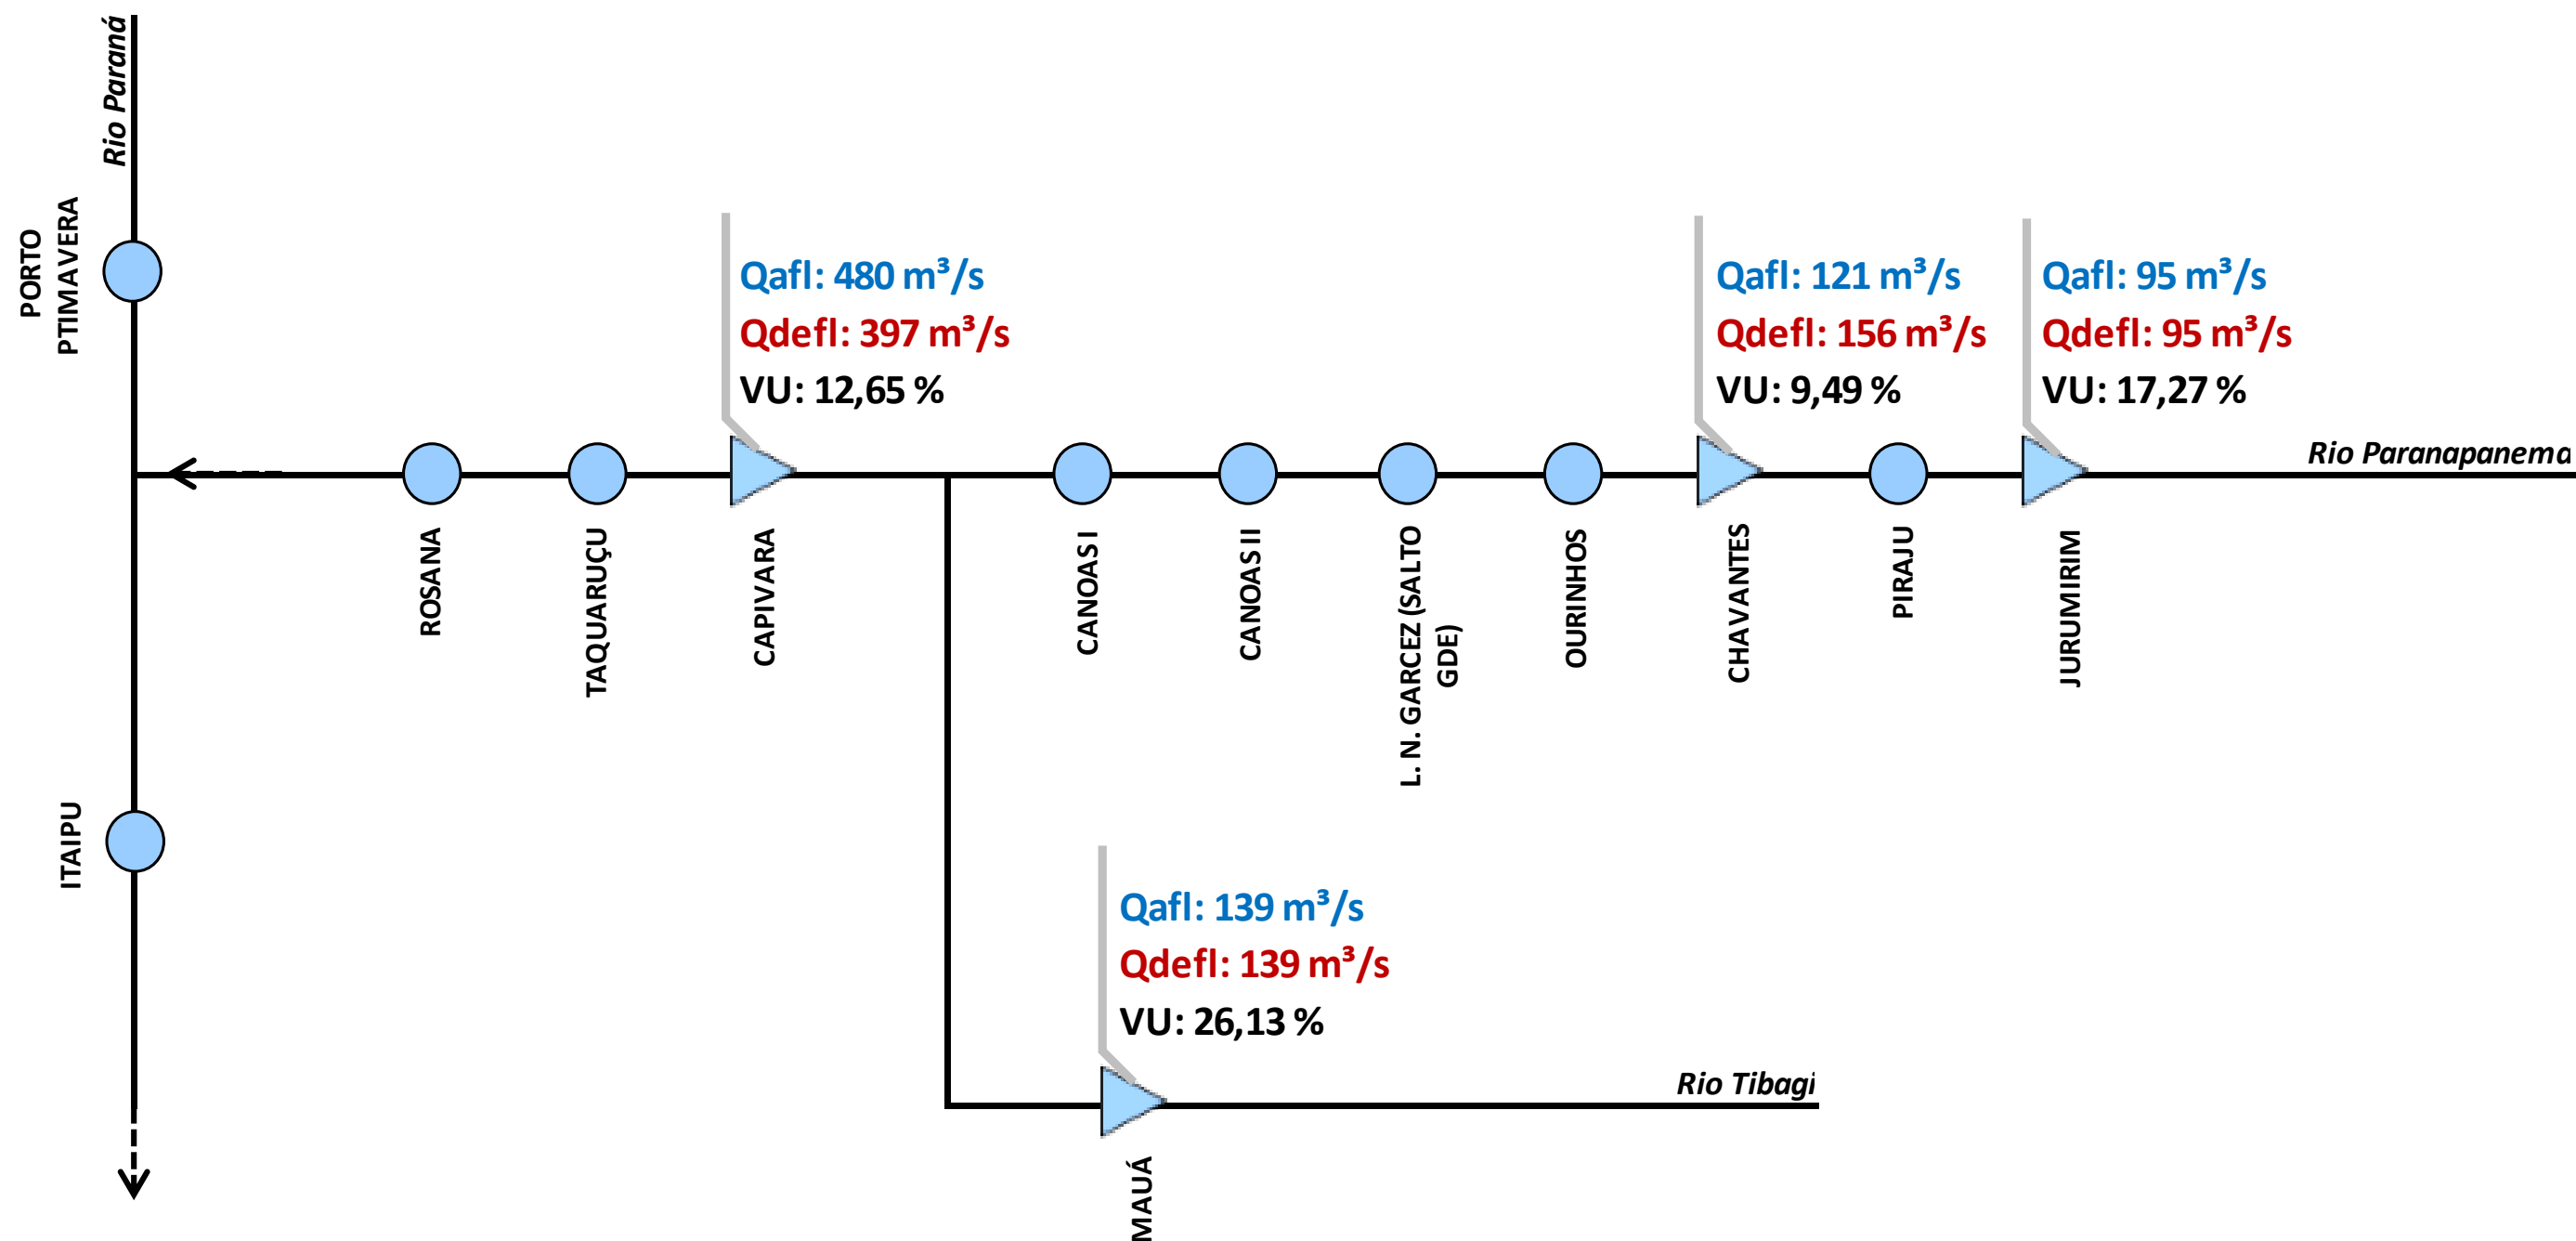 Rio Paraná
PORTO
PTIMAVERA
Qafl: 480 m³/s
Qdefl: 397 m³/s
VU: 12,65 %
Qafl: 121 m³/s
Qdefl: 156 m³/s
VU: 9,49 %
Qafl: 95 m³/s
Qdefl: 95 m³/s
VU: 17,27 %
Rio Paranapanema
ROSANA
TAQUARUÇU
CAPIVARA
CANOAS I
CANOAS II
L. N. GARCEZ (SALTO
GDE)
OURINHOS
CHAVANTES
PIRAJU
JURUMIRIM
ITAIPU
Qafl: 139 m³/s
Qdefl: 139 m³/s
VU: 26,13 %
Rio Tibagi
MAUÁ